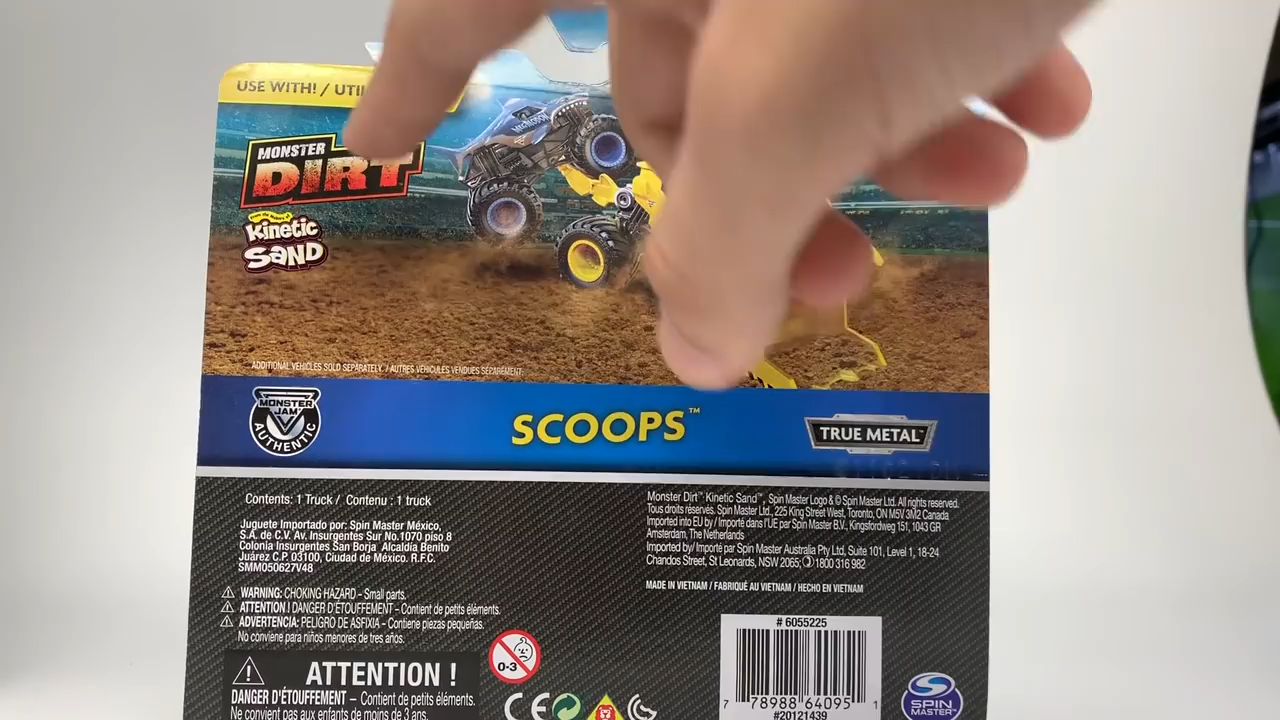 USE WITH! / UTI
MONSTER
DIRT
Kinetic
SAND
MEGALODON
ADDITIONAL VEHICLES SOLD SEPARATELY. / AUTRES VÉHICULES VENDUES SÉPARÉMENT.
MONSTER
JAM
AUTHENTIC
SCOOPS™
TRUE METAL™
Contents: 1 Truck / Contenu : 1 truck
Juguete Importado por: Spin Master México,
S.A. de C.V. Av. Insurgentes Sur No.1070 piso 8
Colonia Insurgentes San Borja Alcaldía Benito
Juárez C.P. 03100, Ciudad de México. R.F.C.
SMM050627V48
WARNING: CHOKING HAZARD – Small parts.
ATTENTION ! DANGER D'ÉTOUFFEMENT – Contient de petits éléments.
ADVERTENCIA: PELIGRO DE ASFIXIA – Contiene piezas pequeñas.
No conviene para niños menores de tres años.
ATTENTION !
DANGER D'ÉTOUFFEMENT – Contient de petits éléments.
Ne convient pas aux enfants de moins de 3 ans.
0-3
CE
Monster Dirt™ Kinetic Sand™, Spin Master Logo & © Spin Master Ltd. All rights reserved.
Tous droits réservés. Spin Master Ltd., 225 King Street West, Toronto, ON M5V 3M2 Canada
Imported into EU by / Importé dans l'UE par Spin Master B.V., Kingsfordweg 151, 1043 GR
Amsterdam, The Netherlands
Imported by/ Importé par Spin Master Australia Pty Ltd, Suite 101, Level 1, 18-24
Chandos Street, St Leonards, NSW 2065; 1800 316 982
MADE IN VIETNAM / FABRIQUÉ AU VIETNAM / HECHO EN VIETNAM
# 6055225
7 78988 64095 1
#20121439
SPIN
MASTER™